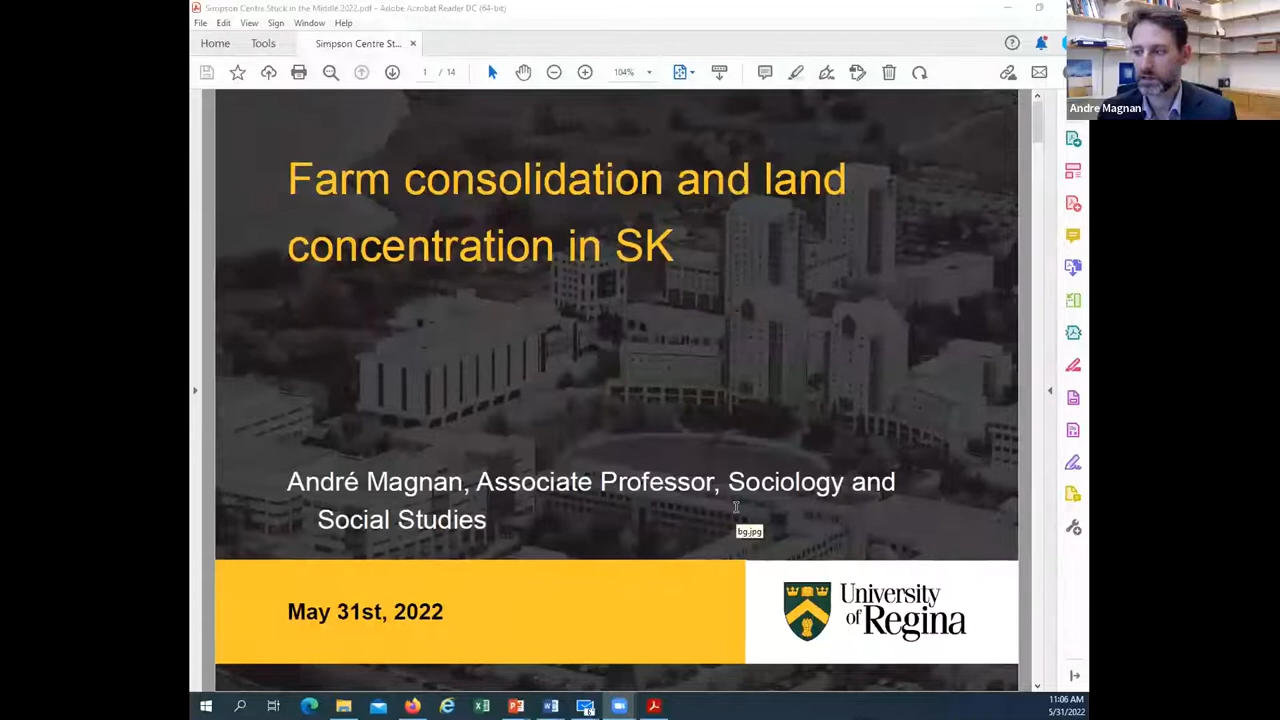 Simpson Centre Stuck in the Middle 2022.pdf - Adobe Acrobat Reader DC (64-bit)
File Edit View Sign Window Help
Home Tools Simpson Centre St... ×
1 / 14 104%
Andre Magnan
Farm consolidation and land
concentration in SK
André Magnan, Associate Professor, Sociology and
Social Studies
bg.jpg
May 31st, 2022
University
of Regina
11:06 AM
5/31/2022